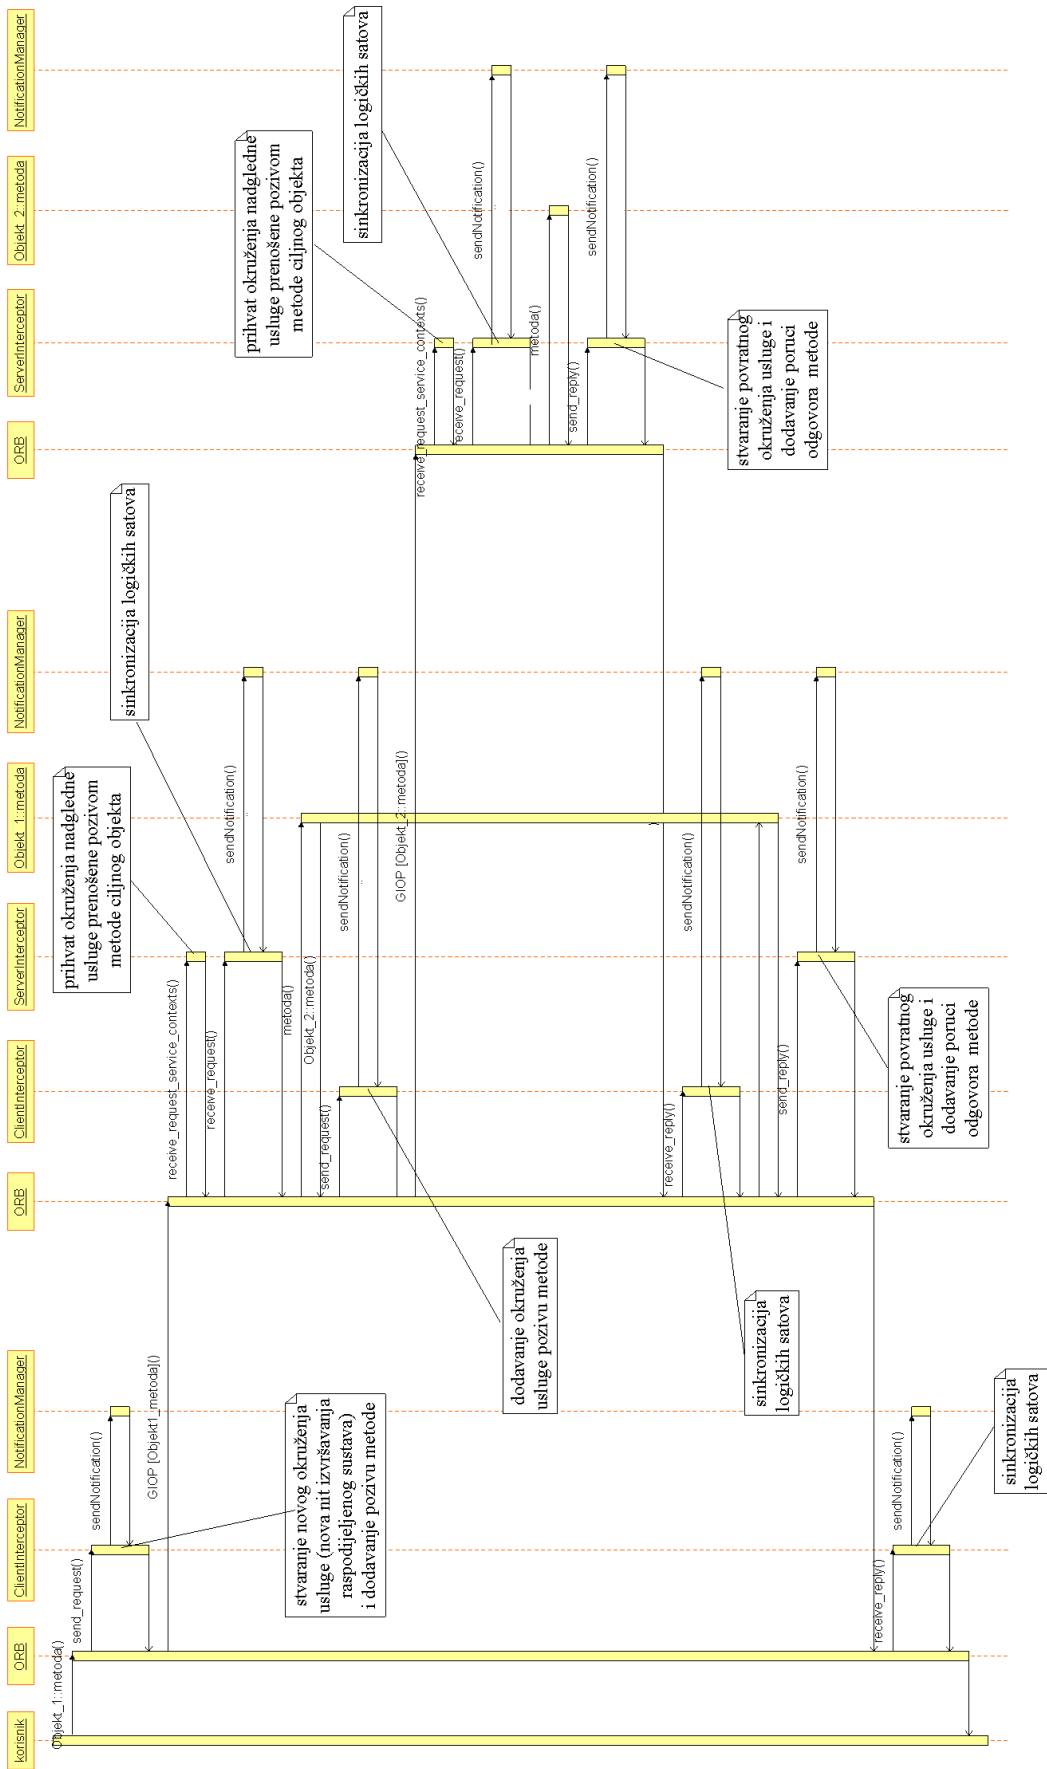 korisnik
ORB
ClientInterceptor
NotificationManager
ORB
ClientInterceptor
ServerInterceptor
Objekt_1::metoda
NotificationManager
ORB
ServerInterceptor
Objekt_2::metoda
NotificationManager
Objekt_1::metoda()
send_request()
sendNotification()
stvaranje novog okruženja
usluge (nova nit izvršavanja
raspodijeljenog sustava)
i dodavanje pozivu metode
GIOP [Objekt1_metoda]()
receive_request_service_contexts()
prihvat okruženja nadgledne
usluge prenošene pozivom
metode ciljnog objekta
receive_request()
sendNotification()
sinkronizacija logičkih satova
metoda()
Objekt_2::metoda()
send_request()
sendNotification()
dodavanje okruženja
usluge pozivu metode
GIOP [Objekt_2::metoda]()
receive_request_service_contexts()
prihvat okruženja nadgledne
usluge prenošene pozivom
metode ciljnog objekta
receive_request()
sendNotification()
sinkronizacija logičkih satova
metoda()
send_reply()
sendNotification()
stvaranje povratnog
okruženja usluge i
dodavanje poruci
odgovora metode
receive_reply()
sendNotification()
sinkronizacija
logičkih satova
send_reply()
sendNotification()
stvaranje povratnog
okruženja usluge i
dodavanje poruci
odgovora metode
receive_reply()
sendNotification()
sinkronizacija
logičkih satova